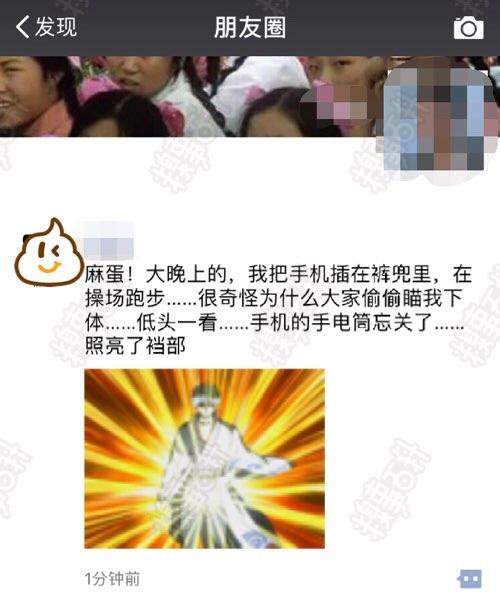 发现
朋友圈
麻蛋！大晚上的，我把手机插在裤兜里，在
操场跑步......很奇怪为什么大家偷偷瞄我下
体......低头一看......手机的手电筒忘关了......
照亮了裆部
1分钟前